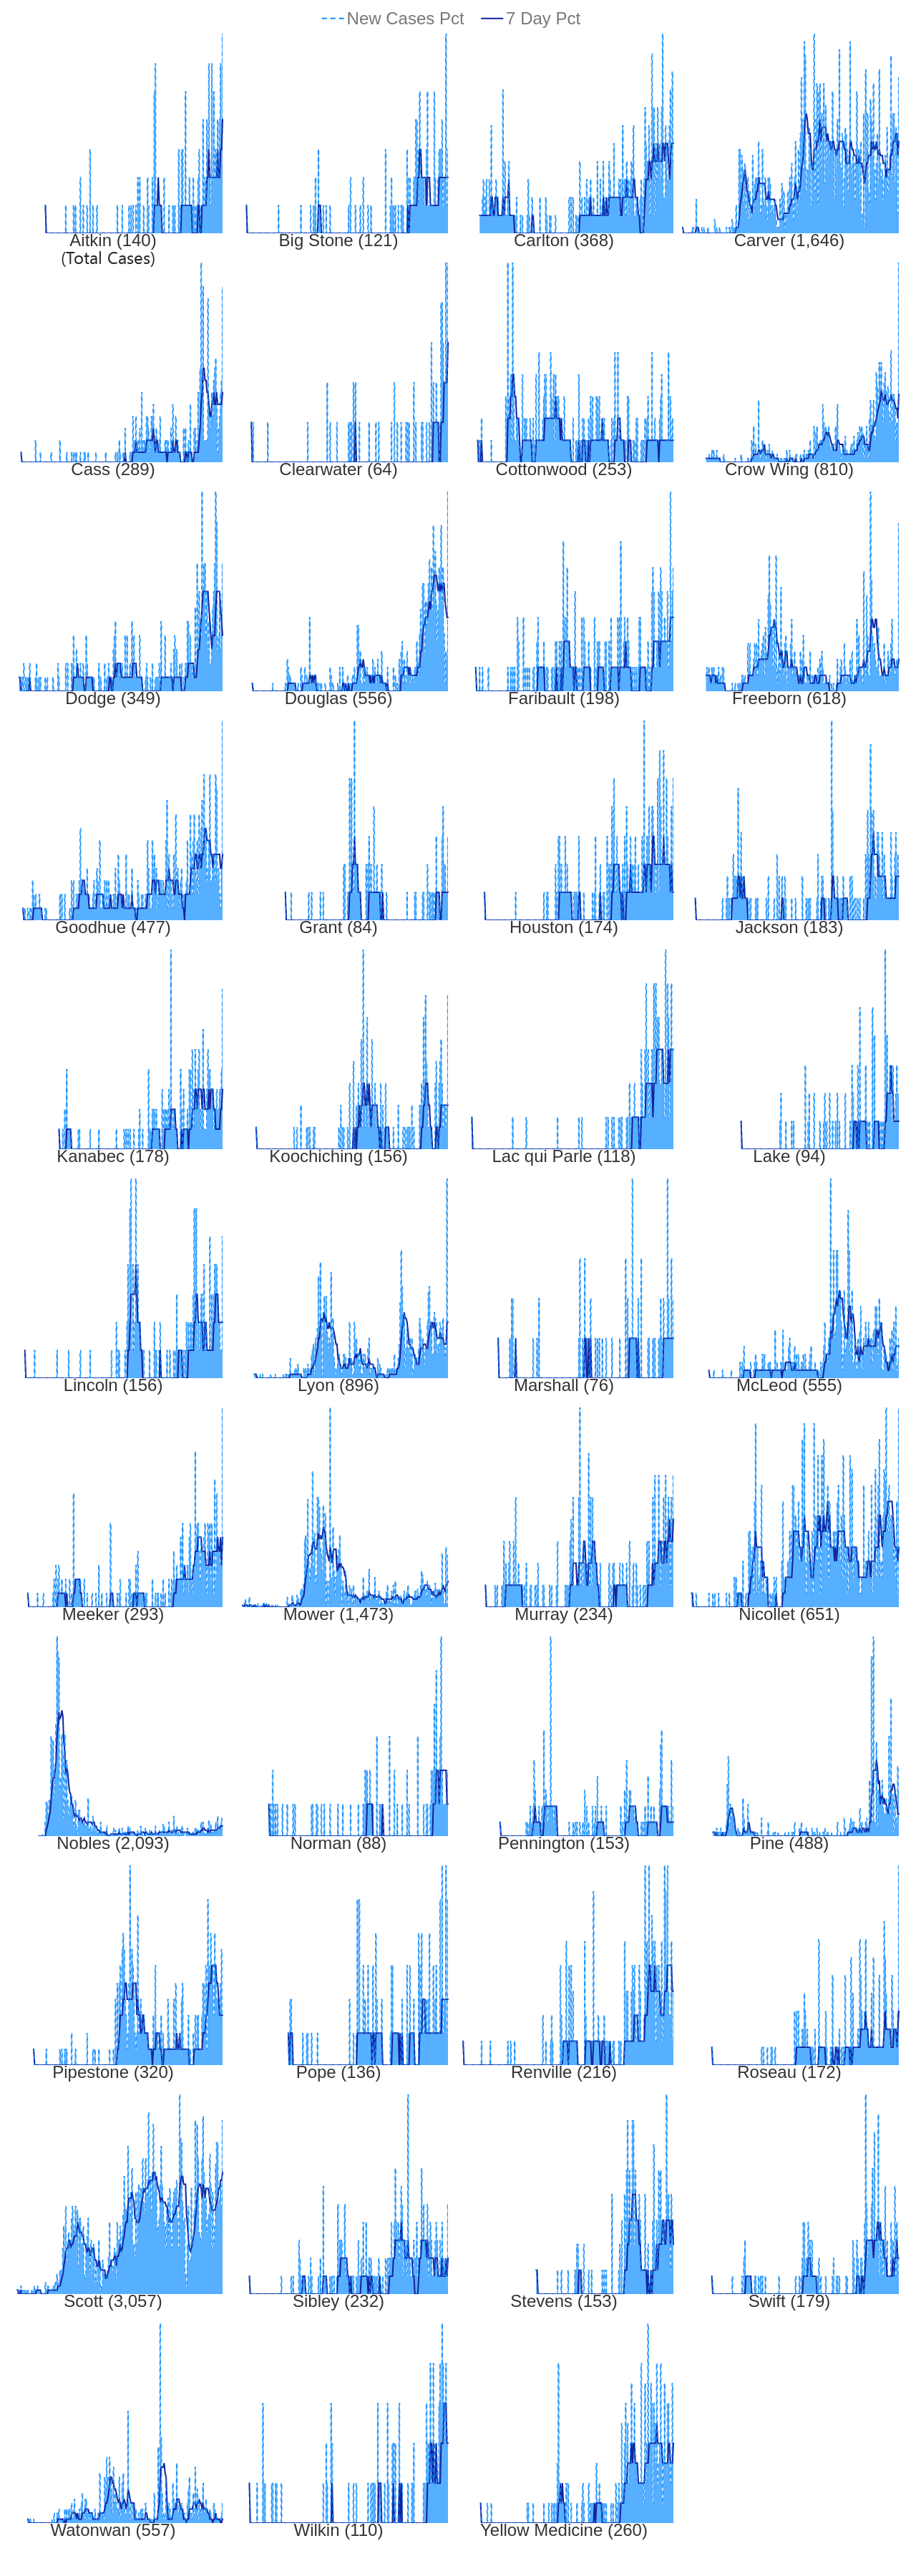 New Cases Pct 7 Day Pct
Aitkin (140) Big Stone (121) Carlton (368) Carver (1,646)
(Total Cases)
Cass (289) Clearwater (64) Cottonwood (253) Crow Wing (810)
Dodge (349) Douglas (556) Faribault (198) Freeborn (618)
Goodhue (477) Grant (84) Houston (174) Jackson (183)
Kanabec (178) Koochiching (156) Lac qui Parle (118) Lake (94)
Lincoln (156) Lyon (896) Marshall (76) McLeod (555)
Meeker (293) Mower (1,473) Murray (234) Nicollet (651)
Nobles (2,093) Norman (88) Pennington (153) Pine (488)
Pipestone (320) Pope (136) Renville (216) Roseau (172)
Scott (3,057) Sibley (232) Stevens (153) Swift (179)
Watonwan (557) Wilkin (110) Yellow Medicine (260)